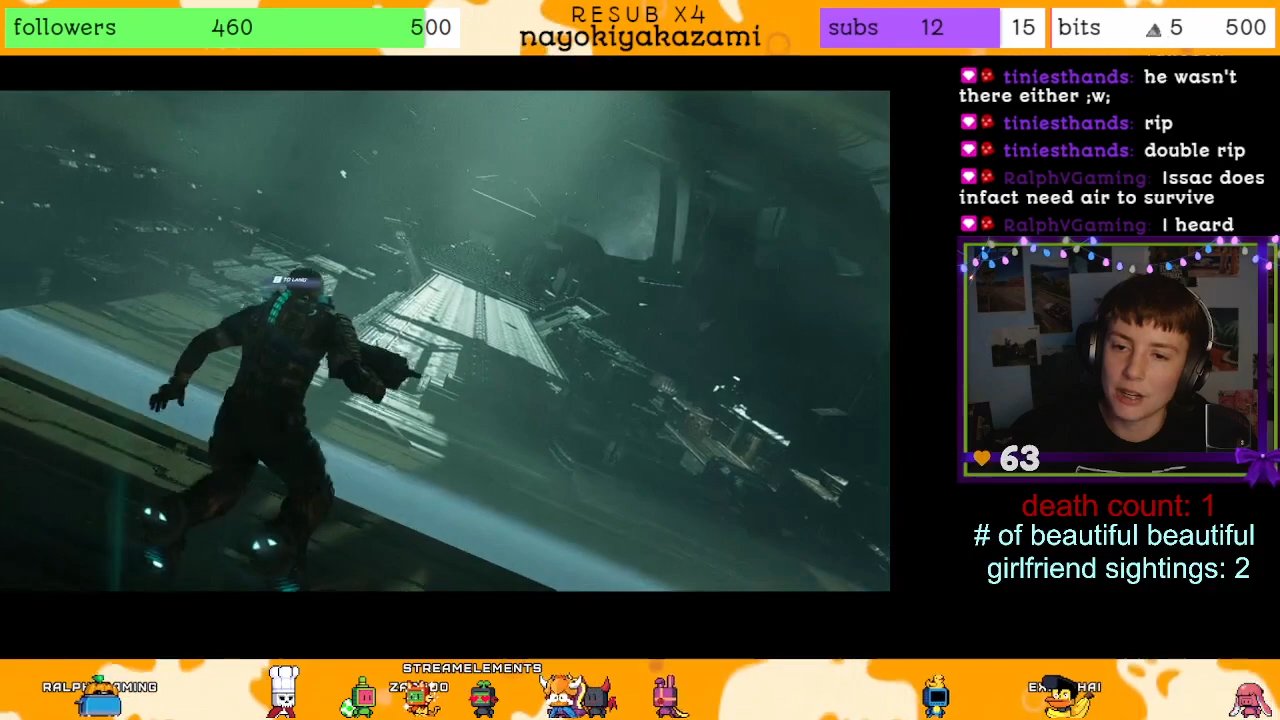 followers 460 500
RESUB X4
nayokiyakazami
subs 12 15
bits 5 500
tiniesthands: he wasn't
there either ;w;
tiniesthands: rip
tiniesthands: double rip
RalphVGaming: Issac does
infact need air to survive
RalphVGaming: I heard
TO LAND
63
death count: 1
# of beautiful beautiful
girlfriend sightings: 2
STREAMELEMENTS